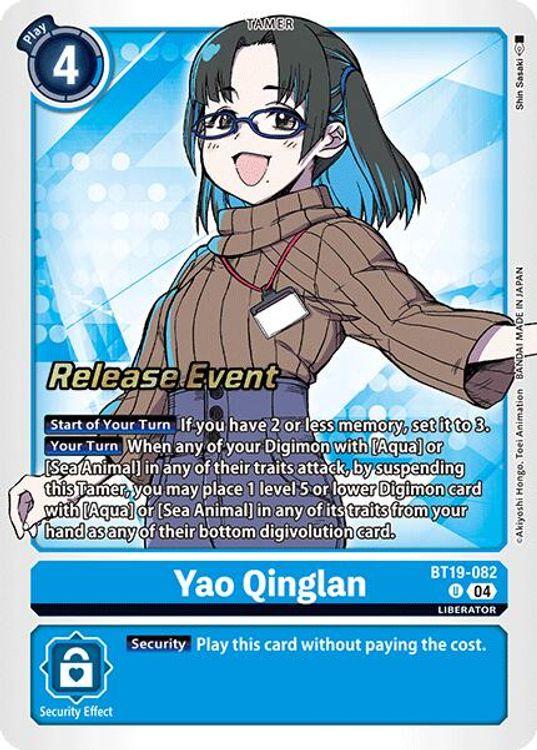 TAMER
Play
4
Shin Sasaki
Release Event
Start of Your Turn If you have 2 or less memory, set it to 3.
Your Turn When any of your Digimon with [Aqua] or
[Sea Animal] in any of their traits attack, by suspending
this Tamer, you may place 1 level 5 or lower Digimon card
with [Aqua] or [Sea Animal] in any of its traits from your
hand as any of their bottom digivolution card.
©Akiyoshi Hongo, Toei Animation BANDAI MADE IN JAPAN
Yao Qinglan
BT19-082
U 04
LIBERATOR
Security Play this card without paying the cost.
Security Effect